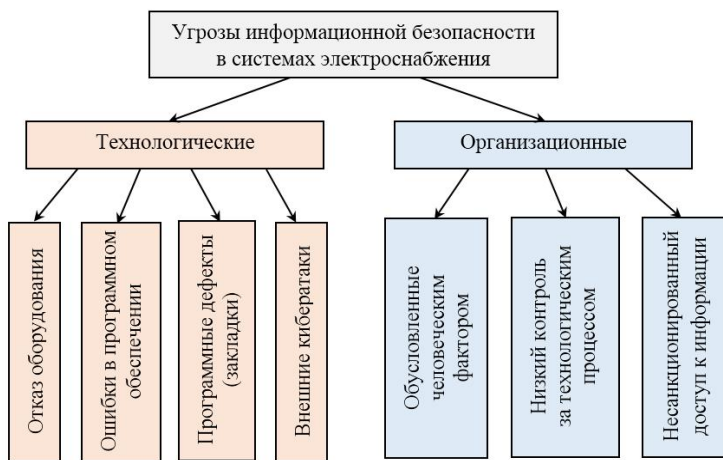 Угрозы информационной безопасности
в системах электроснабжения
Технологические
Организационные
Отказ оборудования
Ошибки в программном
обеспечении
Программные дефекты
(закладки)
Внешние кибератаки
Обусловленные
человеческим
фактором
Низкий контроль
за технологическим
процессом
Несанкционированный
доступ к информации